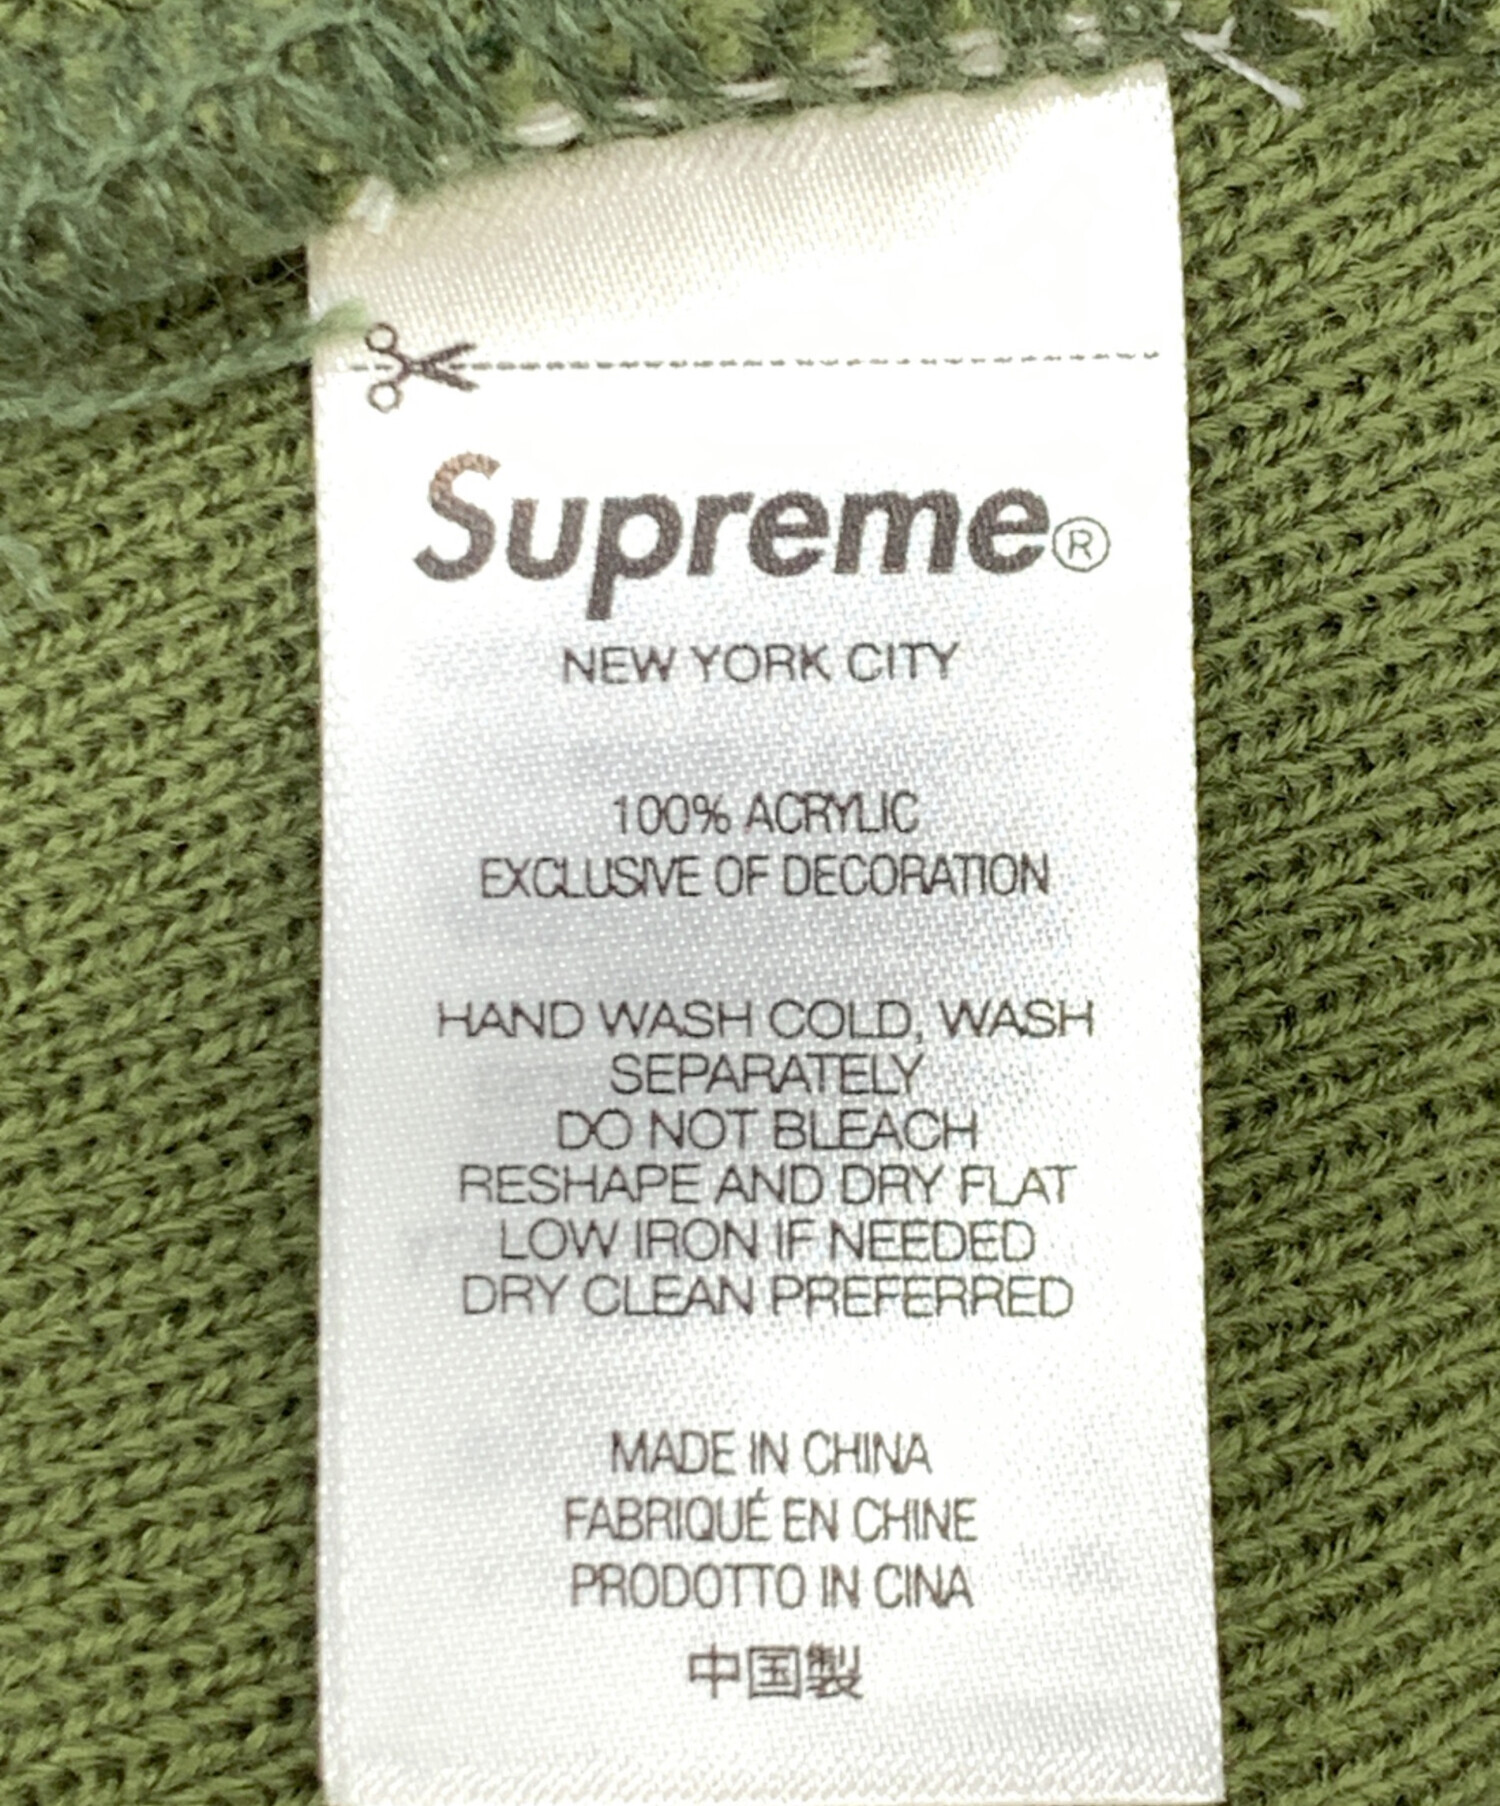 Supreme®
NEW YORK CITY
100% ACRYLIC
EXCLUSIVE OF DECORATION
HAND WASH COLD, WASH
SEPARATELY
DO NOT BLEACH
RESHAPE AND DRY FLAT
LOW IRON IF NEEDED
DRY CLEAN PREFERRED
MADE IN CHINA
FABRIQUÉ EN CHINE
PRODOTTO IN CINA
中国製